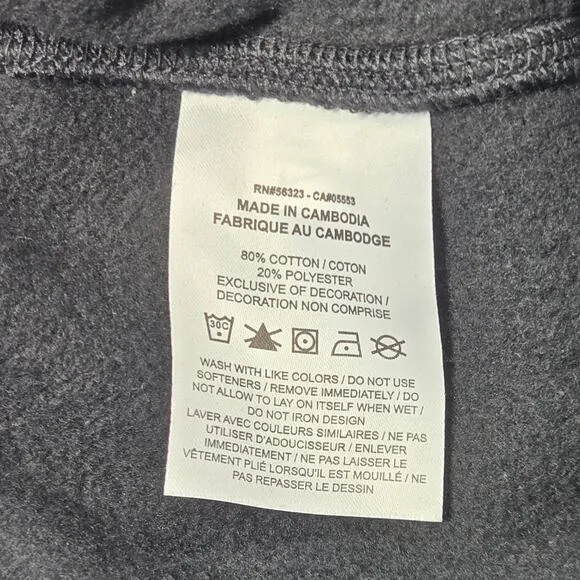 RN#56323 - CA#05553
MADE IN CAMBODIA
FABRIQUE AU CAMBODGE
80% COTTON / COTON
20% POLYESTER
EXCLUSIVE OF DECORATION /
DECORATION NON COMPRISE
30C
WASH WITH LIKE COLORS / DO NOT USE
SOFTENERS / REMOVE IMMEDIATELY / DO
NOT ALLOW TO LAY ON ITSELF WHEN WET /
DO NOT IRON DESIGN
LAVER AVEC COULEURS SIMILAIRES / NE PAS
UTILISER D'ADOUCISSEUR / ENLEVER
IMMEDIATEMENT / NE PAS LAISSER LE
VÊTEMENT PLIÉ LORSQU'IL EST MOUILLÉ / NE
PAS REPASSER LE DESSIN